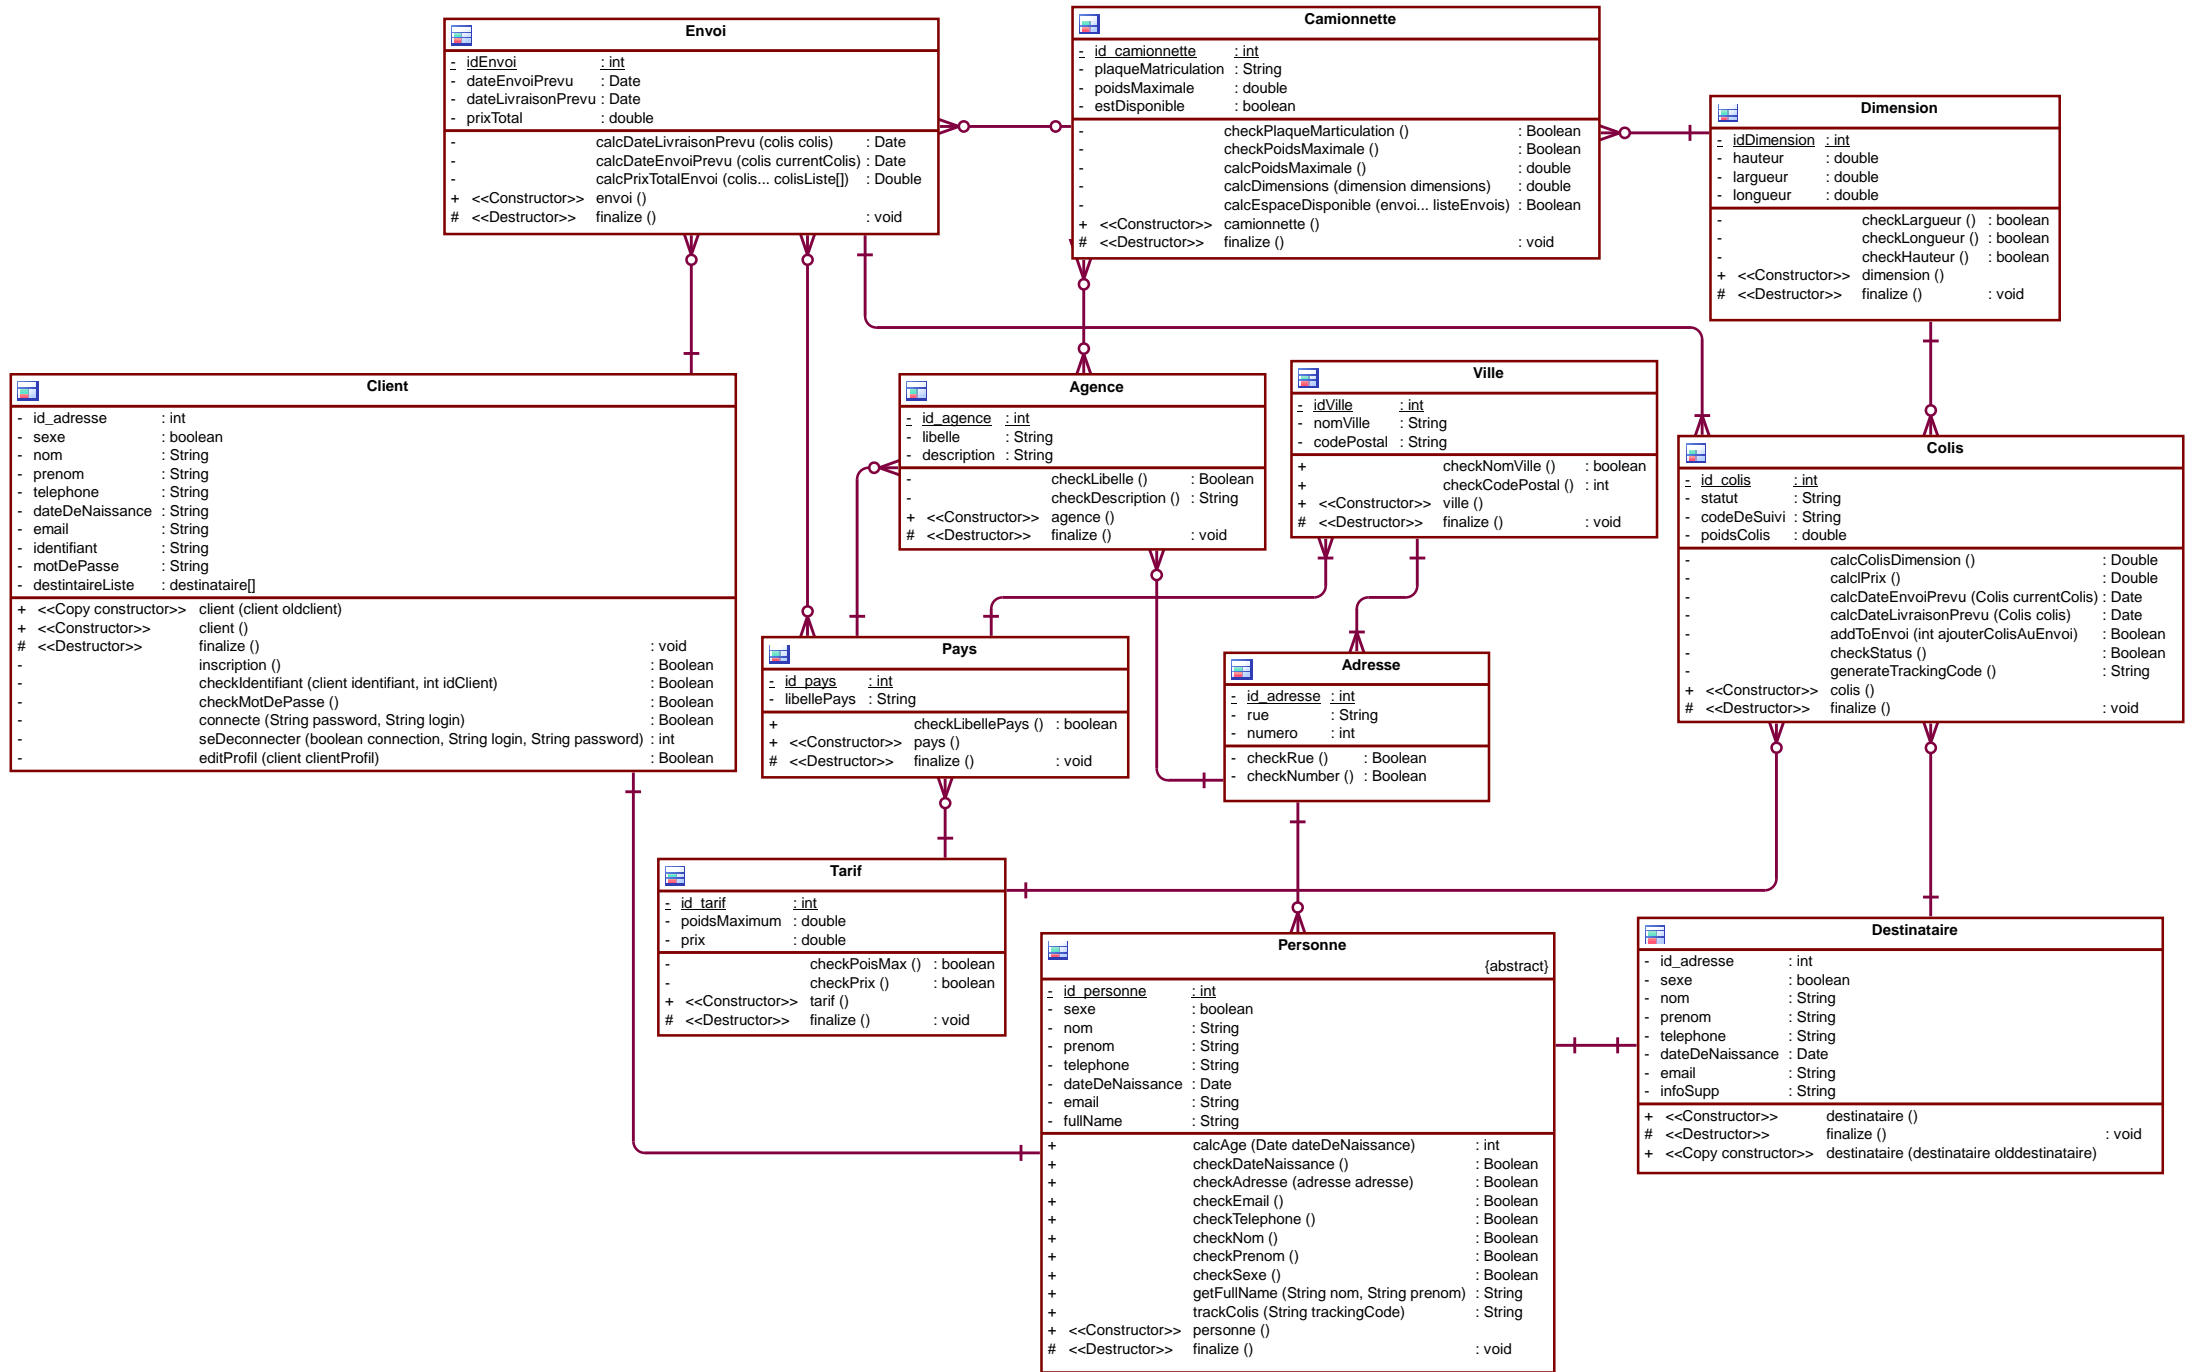 Envoi
- idEnvoi : int
- dateEnvoiPrevu : Date
- dateLivraisonPrevu : Date
- prixTotal : double
- calcDateLivraisonPrevu (colis colis) : Date
- calcDateEnvoiPrevu (colis currentColis) : Date
- calcPrixTotalEnvoi (colis... colisListe[]) : Double
+ <<Constructor>> envoi ()
# <<Destructor>> finalize () : void
Camionnette
- id_camionnette : int
- plaqueMatriculation : String
- poidsMaximale : double
- estDisponible : boolean
- checkPlaqueMarticulation () : Boolean
- checkPoidsMaximale () : Boolean
- calcPoidsMaximale () : double
- calcDimensions (dimension dimensions) : double
- calcEspaceDisponible (envoi... listeEnvois) : Boolean
+ <<Constructor>> camionnette ()
# <<Destructor>> finalize () : void
Dimension
- idDimension : int
- hauteur : double
- largueur : double
- longueur : double
- checkLargueur () : boolean
- checkLongueur () : boolean
- checkHauteur () : boolean
+ <<Constructor>> dimension ()
# <<Destructor>> finalize () : void
Client
- id_adresse : int
- sexe : boolean
- nom : String
- prenom : String
- telephone : String
- dateDeNaissance : String
- email : String
- identifiant : String
- motDePasse : String
- destintaireListe : destinataire[]
+ <<Copy constructor>> client (client oldclient)
+ <<Constructor>> client ()
# <<Destructor>> finalize () : void
- inscription () : Boolean
- checkIdentifiant (client identifiant, int idClient) : Boolean
- checkMotDePasse () : Boolean
- connecte (String password, String login) : Boolean
- seDeconnecter (boolean connection, String login, String password) : int
- editProfil (client clientProfil) : Boolean
Agence
- id_agence : int
- libelle : String
- description : String
- checkLibelle () : Boolean
- checkDescription () : String
+ <<Constructor>> agence ()
# <<Destructor>> finalize () : void
Ville
- idVille : int
- nomVille : String
- codePostal : String
+ checkNomVille () : boolean
+ checkCodePostal () : int
+ <<Constructor>> ville ()
# <<Destructor>> finalize () : void
Colis
- id_colis : int
- statut : String
- codeDeSuivi : String
- poidsColis : double
- calcColisDimension () : Double
- calclPrix () : Double
- calcDateEnvoiPrevu (Colis currentColis) : Date
- calcDateLivraisonPrevu (Colis colis) : Date
- addToEnvoi (int ajouterColisAuEnvoi) : Boolean
- checkStatus () : Boolean
- generateTrackingCode () : String
+ <<Constructor>> colis ()
# <<Destructor>> finalize () : void
Pays
- id_pays : int
- libellePays : String
+ checkLibellePays () : boolean
+ <<Constructor>> pays ()
# <<Destructor>> finalize () : void
Adresse
- id_adresse : int
- rue : String
- numero : int
- checkRue () : Boolean
- checkNumber () : Boolean
Tarif
- id_tarif : int
- poidsMaximum : double
- prix : double
- checkPoisMax () : boolean
- checkPrix () : boolean
+ <<Constructor>> tarif ()
# <<Destructor>> finalize () : void
Personne
{abstract}
- id_personne : int
- sexe : boolean
- nom : String
- prenom : String
- telephone : String
- dateDeNaissance : Date
- email : String
- fullName : String
+ calcAge (Date dateDeNaissance) : int
+ checkDateNaissance () : Boolean
+ checkAdresse (adresse adresse) : Boolean
+ checkEmail () : Boolean
+ checkTelephone () : Boolean
+ checkNom () : Boolean
+ checkPrenom () : Boolean
+ checkSexe () : Boolean
+ getFullName (String nom, String prenom) : String
+ trackColis (String trackingCode) : String
+ <<Constructor>> personne ()
# <<Destructor>> finalize () : void
Destinataire
- id_adresse : int
- sexe : boolean
- nom : String
- prenom : String
- telephone : String
- dateDeNaissance : Date
- email : String
- infoSupp : String
+ <<Constructor>> destinataire ()
# <<Destructor>> finalize () : void
+ <<Copy constructor>> destinataire (destinataire olddestinataire)